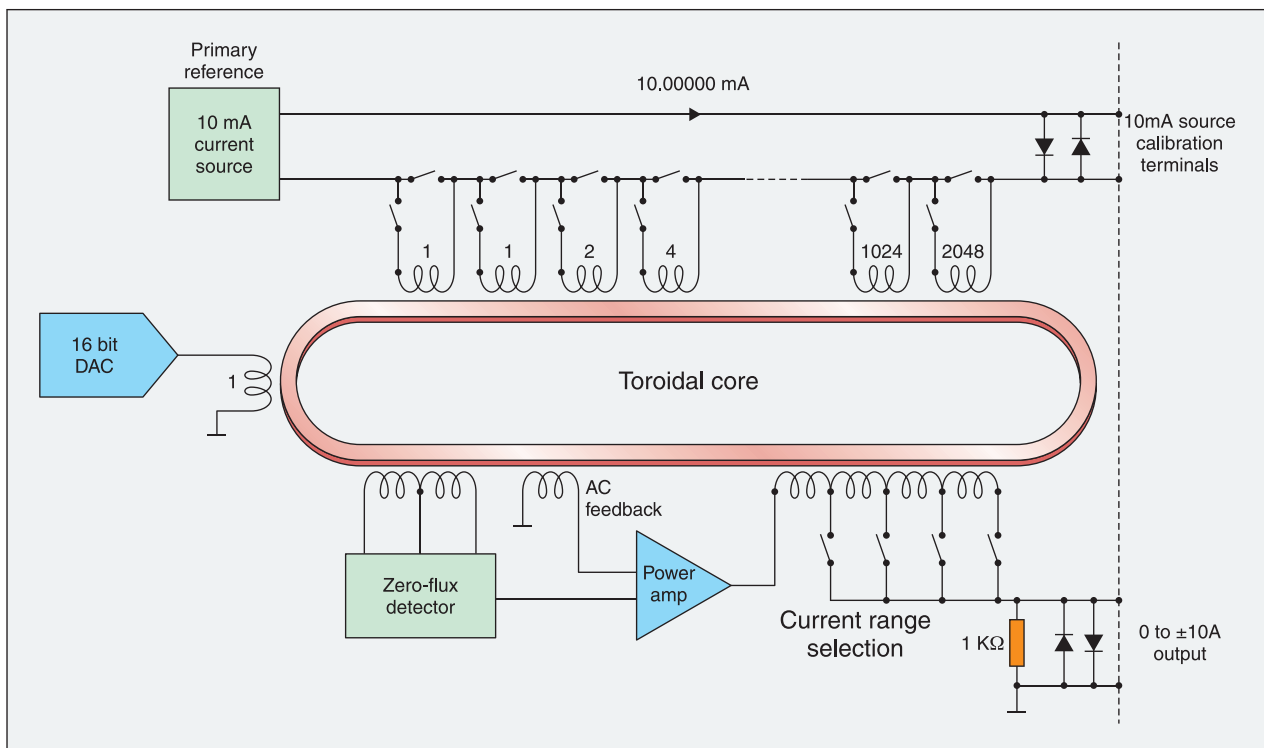 Primary
reference
10 mA
current
source
10.00000 mA
10mA source
calibration
terminals
1
1
2
4
1024
2048
16 bit
DAC
1
Toroidal core
AC
feedback
Zero-flux
detector
Power
amp
Current range
selection
1 KΩ
0 to ±10A
output